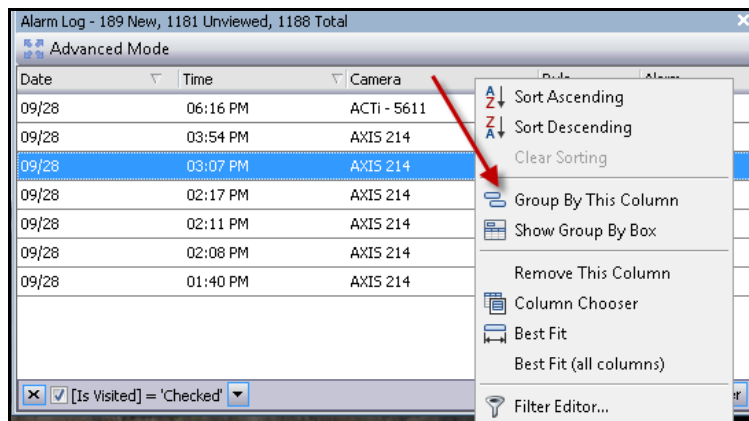 Alarm Log - 189 New, 1181 Unviewed, 1188 Total
Advanced Mode
Date Time Camera Rule Alarm
09/28 06:16 PM ACTi - 5611
09/28 03:54 PM AXIS 214
09/28 03:07 PM AXIS 214
09/28 02:17 PM AXIS 214
09/28 02:11 PM AXIS 214
09/28 02:08 PM AXIS 214
09/28 01:40 PM AXIS 214
[Is Visited] = 'Checked'
Sort Ascending
Sort Descending
Clear Sorting
Group By This Column
Show Group By Box
Remove This Column
Column Chooser
Best Fit
Best Fit (all columns)
Filter Editor...